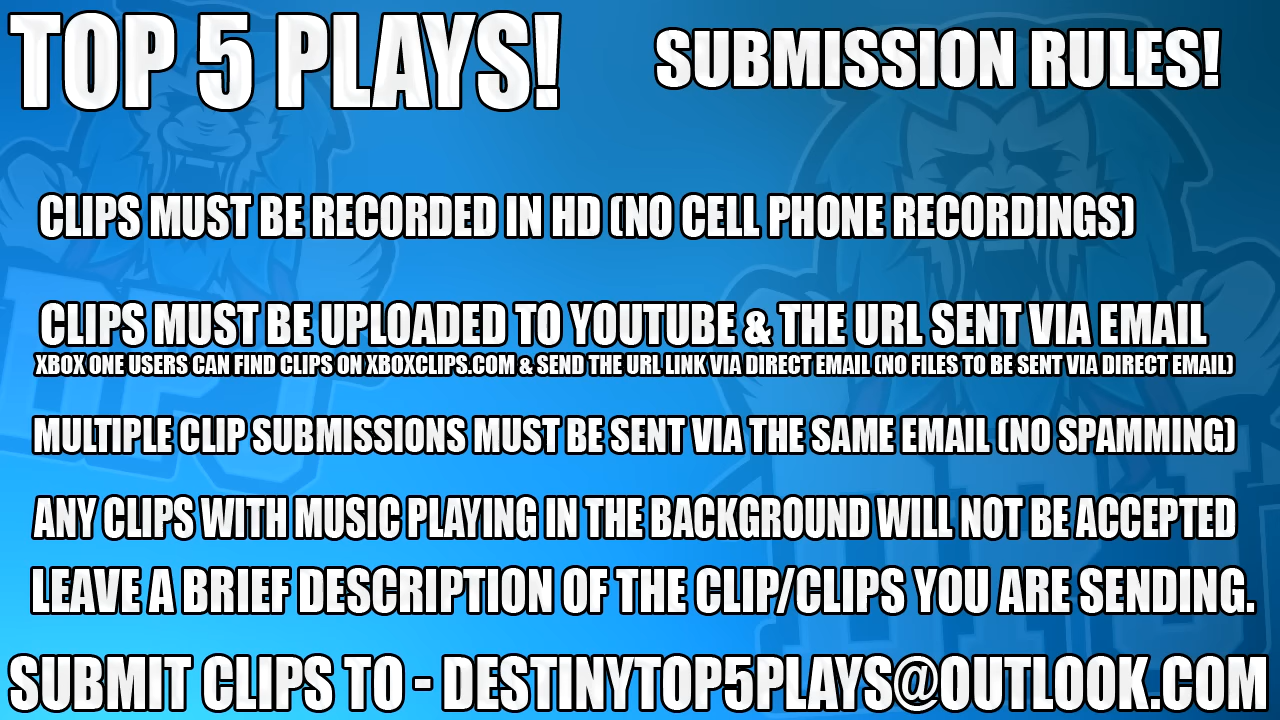 TOP 5 PLAYS!
SUBMISSION RULES!
CLIPS MUST BE RECORDED IN HD (NO CELL PHONE RECORDINGS)
CLIPS MUST BE UPLOADED TO YOUTUBE & THE URL SENT VIA EMAIL
XBOX ONE USERS CAN FIND CLIPS ON XBOXCLIPS.COM & SEND THE URL LINK VIA DIRECT EMAIL (NO FILES TO BE SENT VIA DIRECT EMAIL)
MULTIPLE CLIP SUBMISSIONS MUST BE SENT VIA THE SAME EMAIL (NO SPAMMING)
ANY CLIPS WITH MUSIC PLAYING IN THE BACKGROUND WILL NOT BE ACCEPTED
LEAVE A BRIEF DESCRIPTION OF THE CLIP/CLIPS YOU ARE SENDING.
SUBMIT CLIPS TO - DESTINYTOP5PLAYS@OUTLOOK.COM